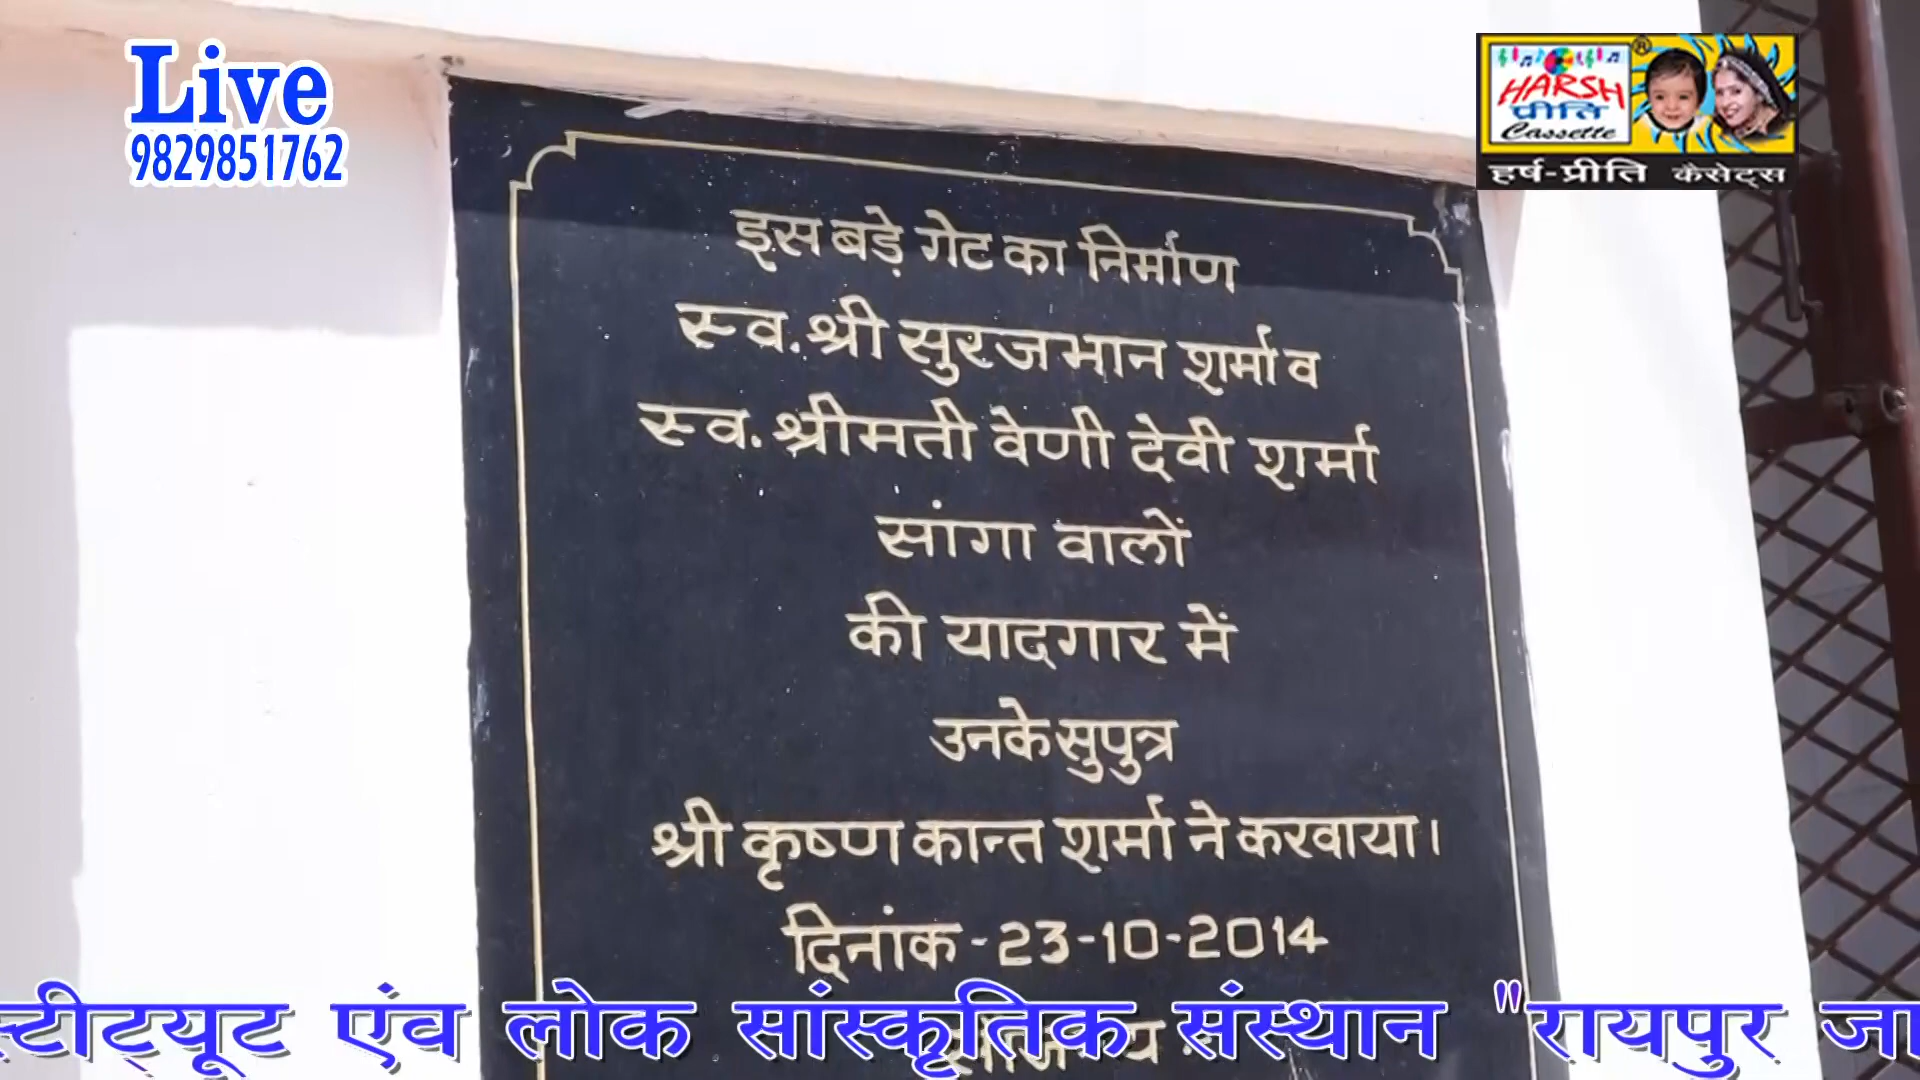 Live
9829851762
HARSH
प्रीति
Cassette
हर्ष-प्रीति कैसेट्स
इस बड़े गेट का निर्माण
स्व. श्री सुरजभान शर्मा व
स्व. श्रीमती वेणी देवी शर्मा
सांगा वालों
की यादगार में
उनके सुपुत्र
श्री कृष्ण कान्त शर्मा ने करवाया।
दिनांक - 23-10-2014
स्टीट्यूट एंव लोक सांस्कृतिक संस्थान "रायपुर जा